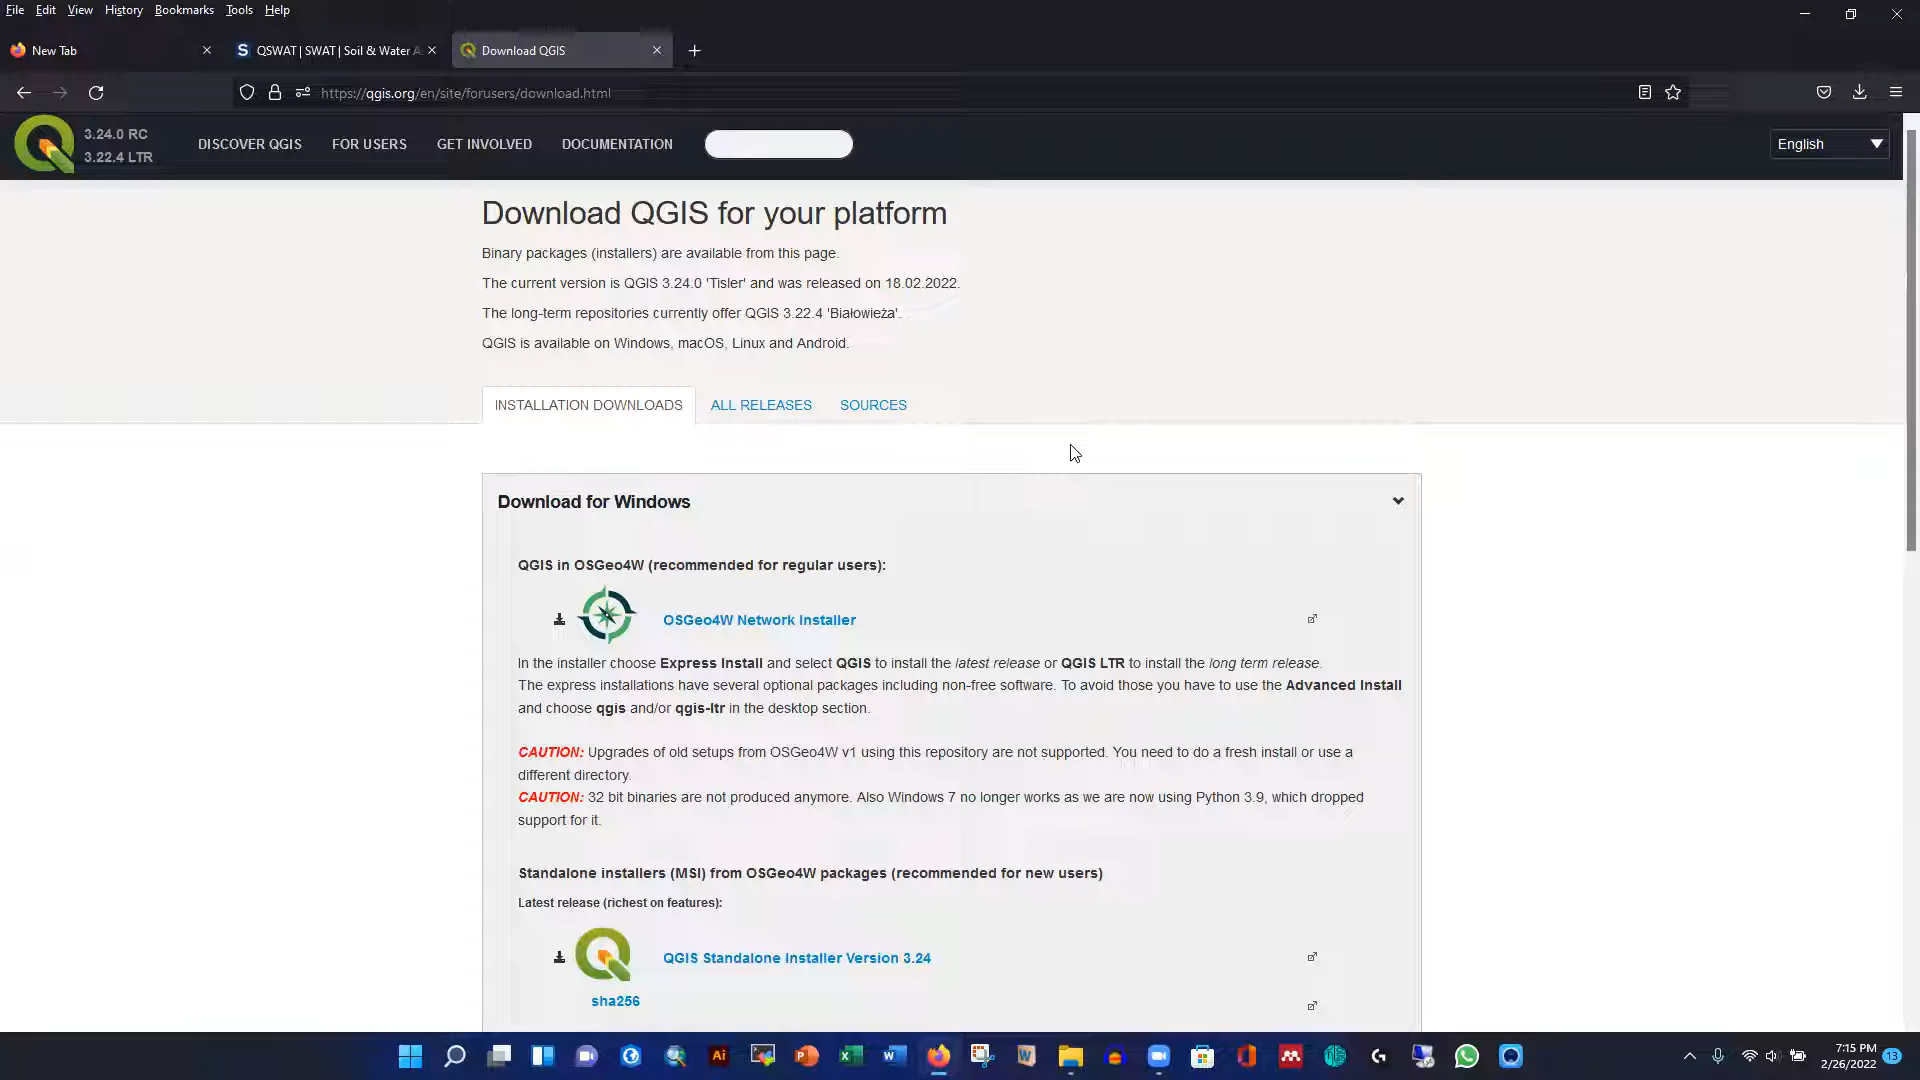 File Edit View History Bookmarks Tools Help
New Tab
QSWAT | SWAT | Soil & Water A
Download QGIS
https://qgis.org/en/site/forusers/download.html
3.24.0 RC
3.22.4 LTR
DISCOVER QGIS FOR USERS GET INVOLVED DOCUMENTATION
English
Download QGIS for your platform
Binary packages (installers) are available from this page.
The current version is QGIS 3.24.0 'Tisler' and was released on 18.02.2022.
The long-term repositories currently offer QGIS 3.22.4 'Białowieża'.
QGIS is available on Windows, macOS, Linux and Android.
INSTALLATION DOWNLOADS ALL RELEASES SOURCES
Download for Windows
QGIS in OSGeo4W (recommended for regular users):
OSGeo4W Network Installer
In the installer choose Express Install and select QGIS to install the latest release or QGIS LTR to install the long term release.
The express installations have several optional packages including non-free software. To avoid those you have to use the Advanced Install
and choose qgis and/or qgis-ltr in the desktop section.
CAUTION: Upgrades of old setups from OSGeo4W v1 using this repository are not supported. You need to do a fresh install or use a
different directory.
CAUTION: 32 bit binaries are not produced anymore. Also Windows 7 no longer works as we are now using Python 3.9, which dropped
support for it.
Standalone installers (MSI) from OSGeo4W packages (recommended for new users)
Latest release (richest on features):
QGIS Standalone Installer Version 3.24
sha256
7:15 PM
2/26/2022
13